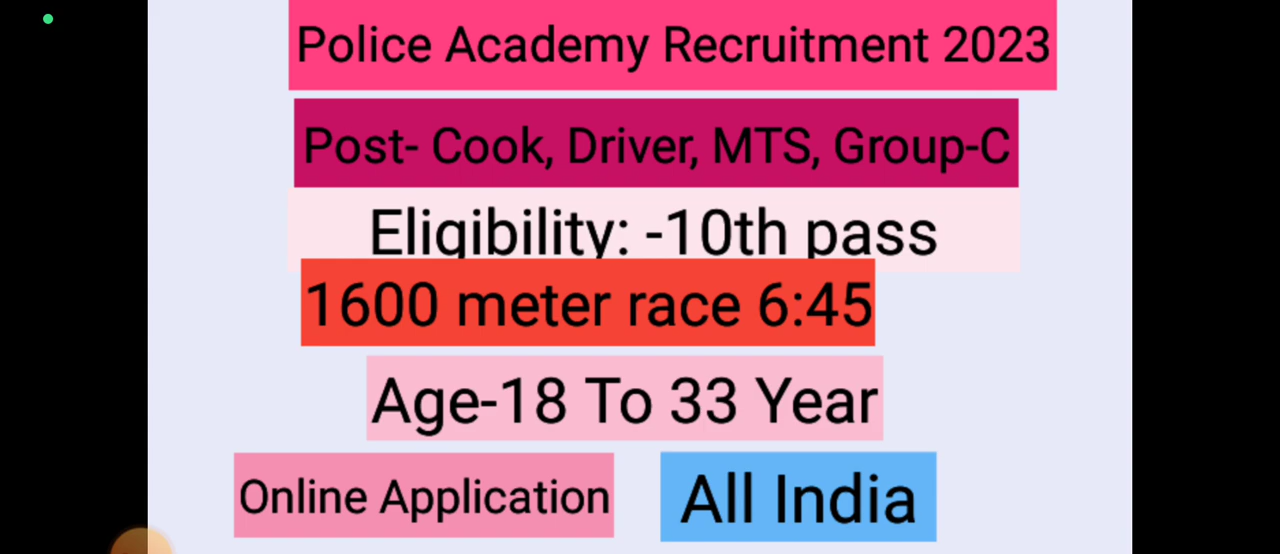 Police Academy Recruitment 2023
Post- Cook, Driver, MTS, Group-C
Eligibility: -10th pass
1600 meter race 6:45
Age-18 To 33 Year
Online Application All India